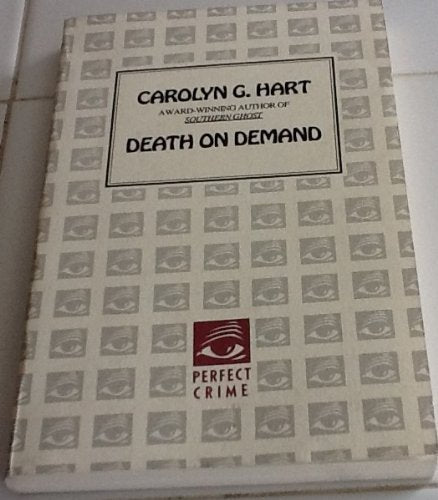 CAROLYN G. HART
AWARD-WINNING AUTHOR OF
SOUTHERN GHOST
DEATH ON DEMAND
PERFECT
CRIME